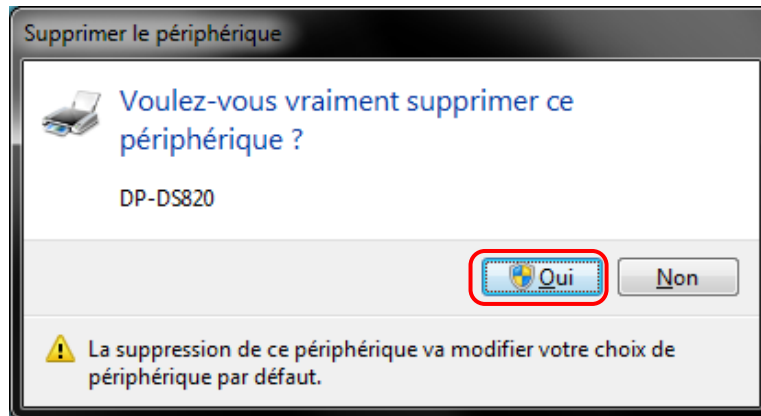 Supprimer le périphérique
Voulez-vous vraiment supprimer ce
périphérique ?
DP-DS820
Oui Non
La suppression de ce périphérique va modifier votre choix de
périphérique par défaut.